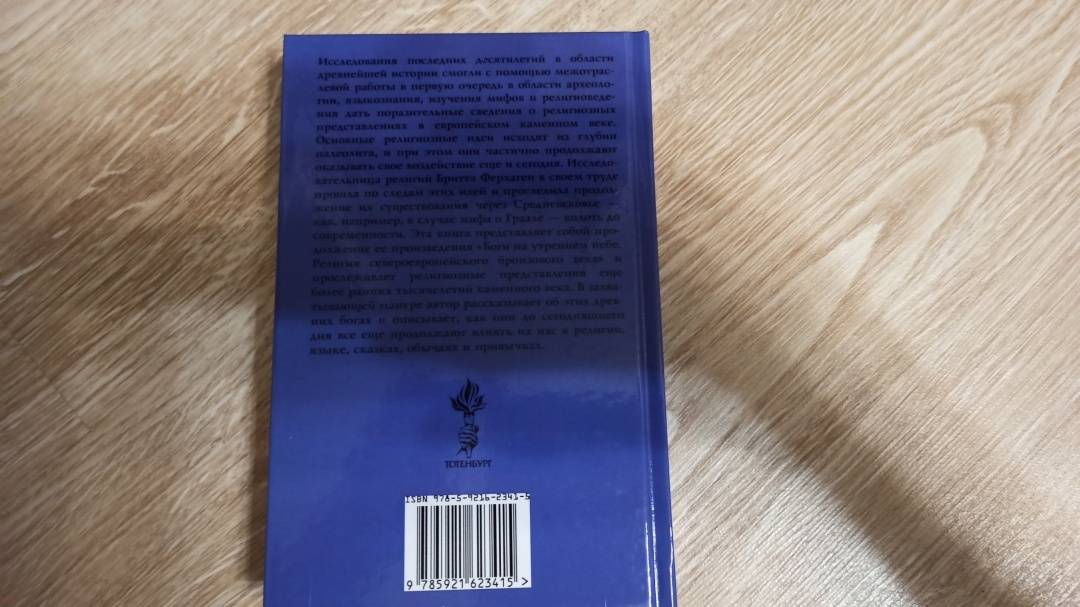 Исследования последних десятилетий в области
древнейшей истории смогли с помощью межотрас-
левой работы в первую очередь в области археоло-
гии, языкознания, изучения мифов и религиоведе-
ния дать поразительные сведения о религиозных
представлениях в европейском каменном веке.
Основные религиозные идеи исходят из глубин
палеолита, и при этом они частично продолжают
оказывать свое воздействие еще и сегодня. Исследо-
вательница религий Бритта Ферхаген в своем труде
прошла по следам этих идей и проследила продол-
жение их существования через Средневековье —
как, например, в случае мифа о Граале — вплоть до
современности. Эта книга представляет собой про-
должение ее произведения «Боги на утреннем небе.
Религия североевропейского бронзового века» и
прослеживает религиозные представления еще
более ранних тысячелетий каменного века. В захва-
тывающей манере автор рассказывает об этих древ-
них богах и описывает, как они до сегодняшнего
дня все еще продолжают влиять на нас в религии,
языке, сказках, обычаях и привычках.
ТОТЕНБУРГ
ISBN 978-5-9216-2341-5
9 785921 623415 >